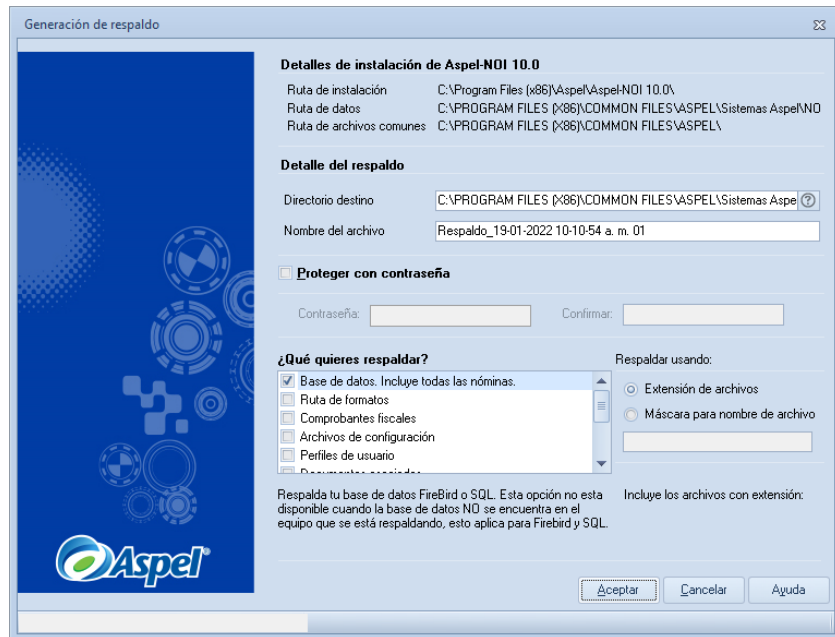 Generación de respaldo
Detalles de instalación de Aspel-NOI 10.0
Ruta de instalación C:\Program Files (x86)\Aspel\Aspel-NOI 10.0\
Ruta de datos C:\PROGRAM FILES (X86)\COMMON FILES\ASPEL\Sistemas Aspel\NO
Ruta de archivos comunes C:\PROGRAM FILES (X86)\COMMON FILES\ASPEL\
Detalle del respaldo
Directorio destino C:\PROGRAM FILES (X86)\COMMON FILES\ASPEL\Sistemas Aspe
Nombre del archivo Respaldo_19-01-2022 10-10-54 a. m. 01
Proteger con contraseña
Contraseña: Confirmar:
¿Qué quieres respaldar?
Base de datos. Incluye todas las nóminas.
Ruta de formatos
Comprobantes fiscales
Archivos de configuración
Perfiles de usuario
Respaldar usando:
Extensión de archivos
Máscara para nombre de archivo
Respalda tu base de datos FireBird o SQL. Esta opción no esta
disponible cuando la base de datos NO se encuentra en el
equipo que se está respaldando, esto aplica para Firebird y SQL.
Incluye los archivos con extensión:
Aspel
Aceptar Cancelar Ayuda